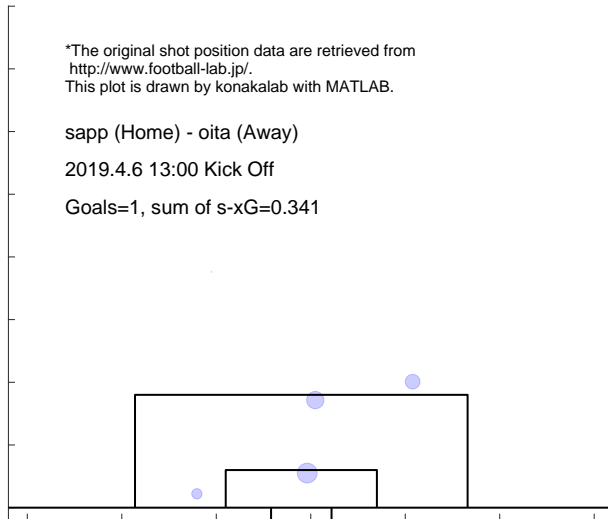 *The original shot position data are retrieved from
http://www.football-lab.jp/.
This plot is drawn by konakalab with MATLAB.
sapp (Home) - oita (Away)
2019.4.6 13:00 Kick Off
Goals=1, sum of s-xG=0.341